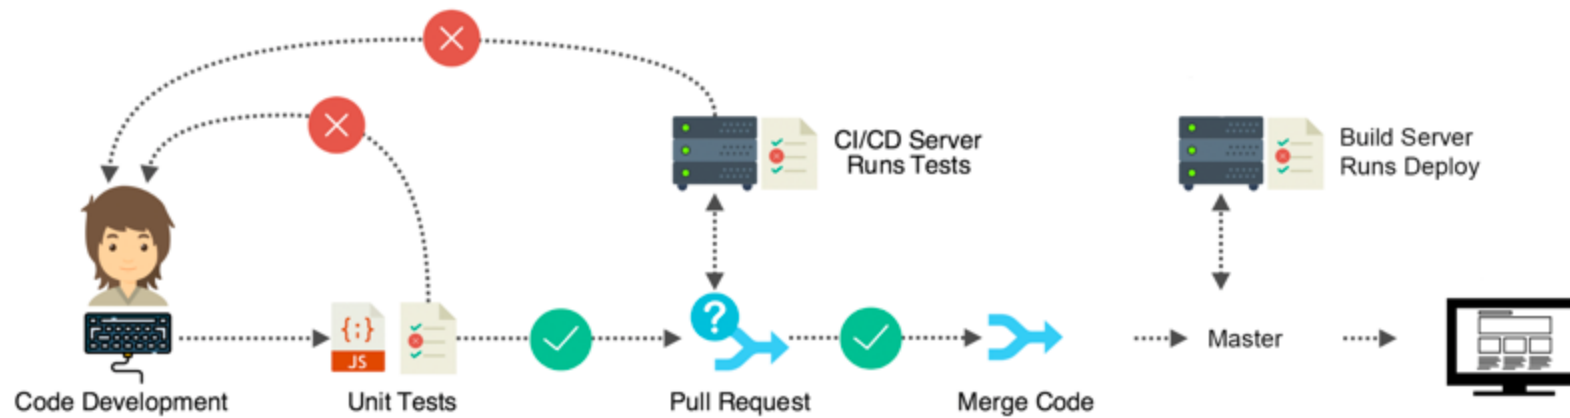 CI/CD Server
Runs Tests
Build Server
Runs Deploy
{;}
JS
?
Master
Code Development
Unit Tests
Pull Request
Merge Code